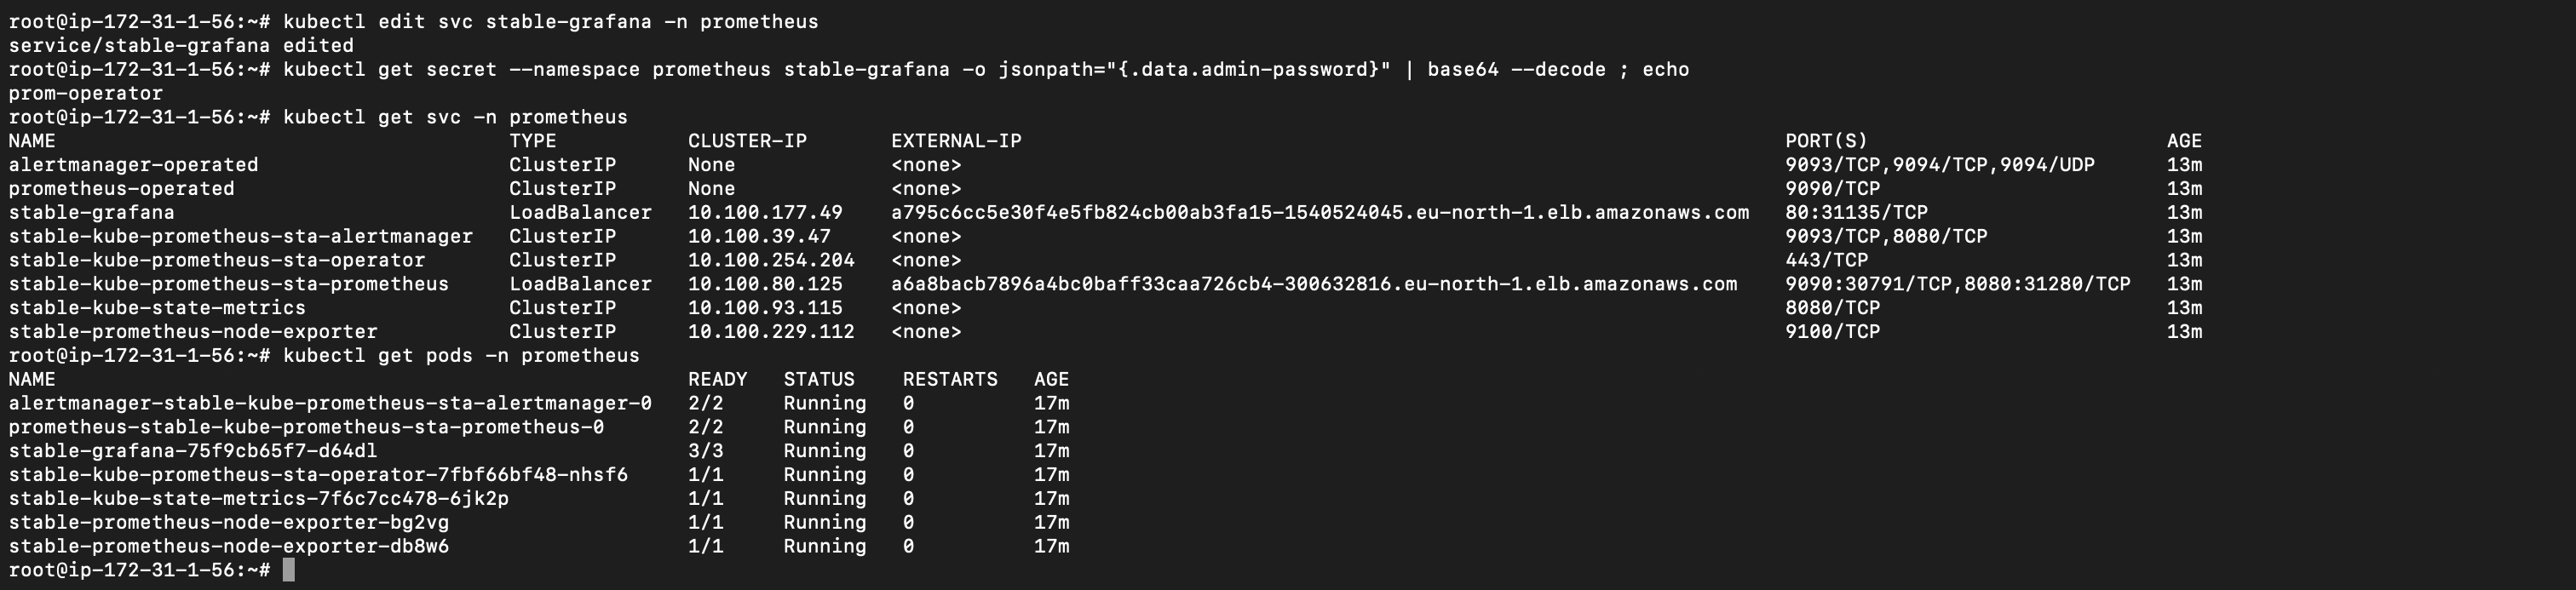 root@ip-172-31-1-56:~# kubectl edit svc stable-grafana -n prometheus
service/stable-grafana edited
root@ip-172-31-1-56:~# kubectl get secret --namespace prometheus stable-grafana -o jsonpath="{.data.admin-password}" | base64 --decode ; echo
prom-operator
root@ip-172-31-1-56:~# kubectl get svc -n prometheus
NAME TYPE CLUSTER-IP EXTERNAL-IP PORT(S) AGE
alertmanager-operated ClusterIP None <none> 9093/TCP,9094/TCP,9094/UDP 13m
prometheus-operated ClusterIP None <none> 9090/TCP 13m
stable-grafana LoadBalancer 10.100.177.49 a795c6cc5e30f4e5fb824cb00ab3fa15-1540524045.eu-north-1.elb.amazonaws.com 80:31135/TCP 13m
stable-kube-prometheus-sta-alertmanager ClusterIP 10.100.39.47 <none> 9093/TCP,8080/TCP 13m
stable-kube-prometheus-sta-operator ClusterIP 10.100.254.204 <none> 443/TCP 13m
stable-kube-prometheus-sta-prometheus LoadBalancer 10.100.80.125 a6a8bacb7896a4bc0baff33caa726cb4-300632816.eu-north-1.elb.amazonaws.com 9090:30791/TCP,8080:31280/TCP 13m
stable-kube-state-metrics ClusterIP 10.100.93.115 <none> 8080/TCP 13m
stable-prometheus-node-exporter ClusterIP 10.100.229.112 <none> 9100/TCP 13m
root@ip-172-31-1-56:~# kubectl get pods -n prometheus
NAME READY STATUS RESTARTS AGE
alertmanager-stable-kube-prometheus-sta-alertmanager-0 2/2 Running 0 17m
prometheus-stable-kube-prometheus-sta-prometheus-0 2/2 Running 0 17m
stable-grafana-75f9cb65f7-d64dl 3/3 Running 0 17m
stable-kube-prometheus-sta-operator-7fbf66bf48-nhsf6 1/1 Running 0 17m
stable-kube-state-metrics-7f6c7cc478-6jk2p 1/1 Running 0 17m
stable-prometheus-node-exporter-bg2vg 1/1 Running 0 17m
stable-prometheus-node-exporter-db8w6 1/1 Running 0 17m
root@ip-172-31-1-56:~#